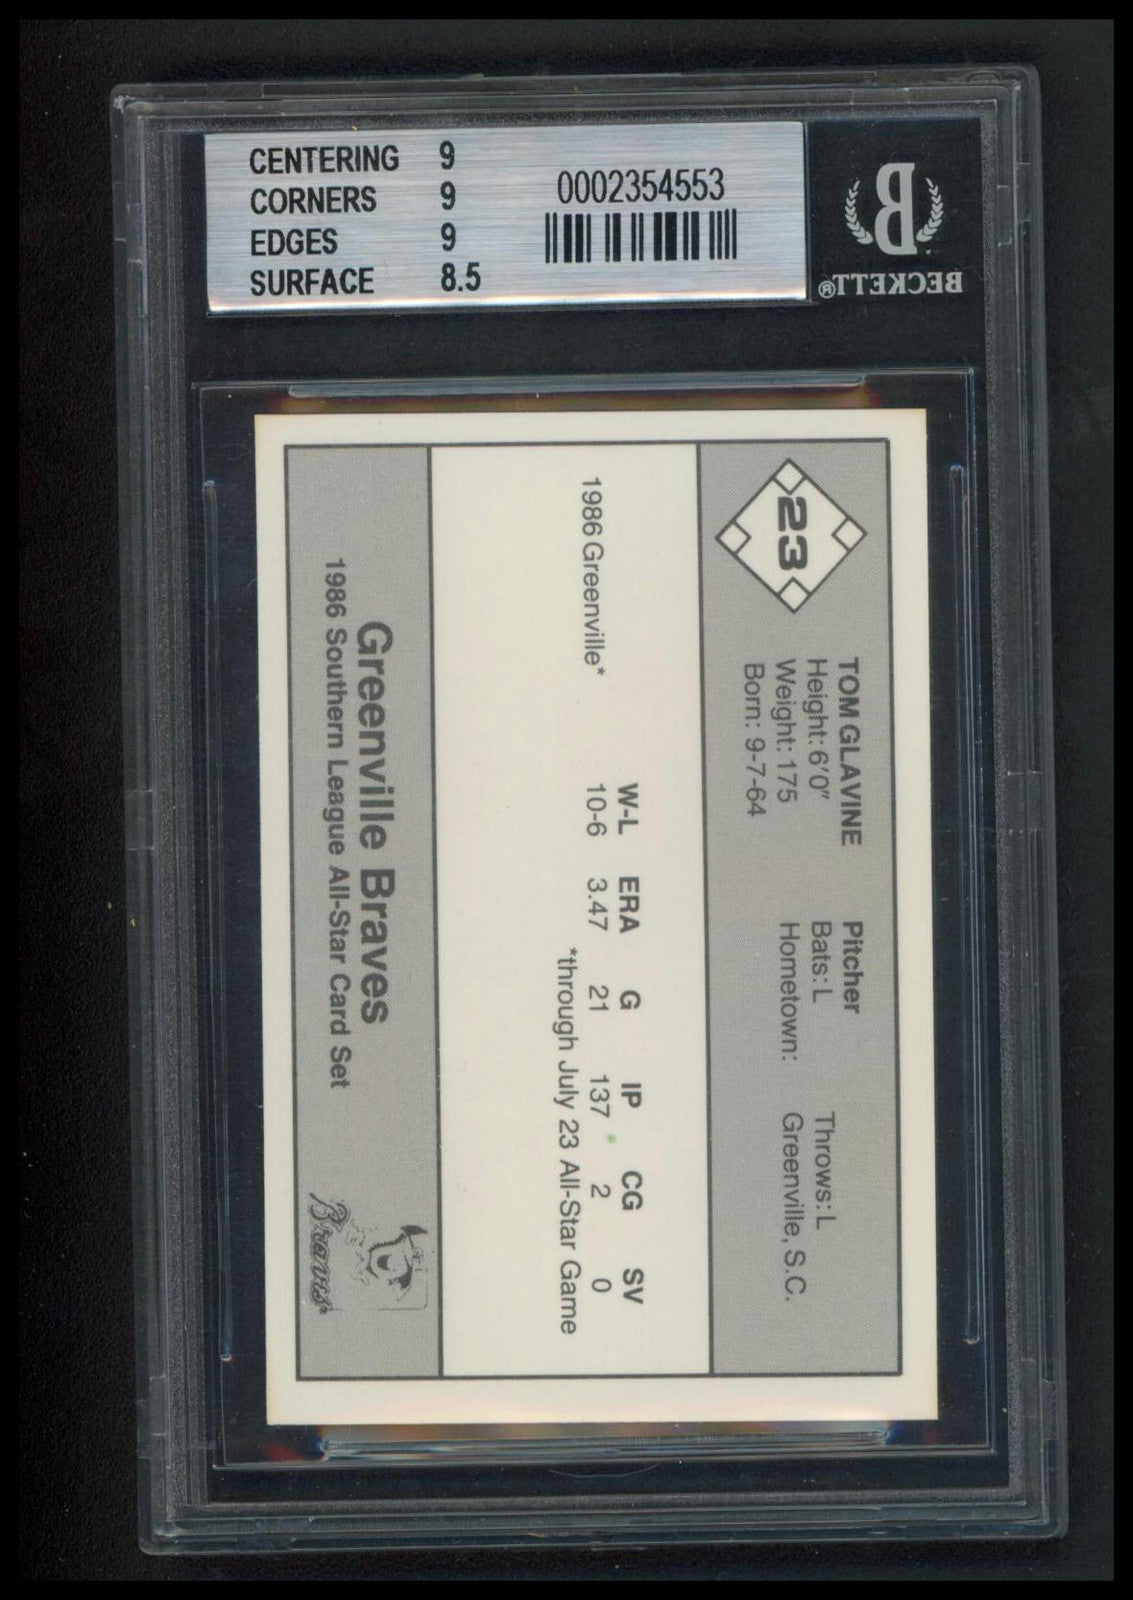 CENTERING 9
CORNERS 9
EDGES 9
SURFACE 8.5
0002354553
B
BECKETT®
23
TOM GLAVINE Pitcher
Height: 6'0" Bats: L Throws: L
Weight: 175 Hometown: Greenville, S.C.
Born: 9-7-64
W-L ERA G IP CG SV
1986 Greenville* 10-6 3.47 21 137 2 0
*through July 23 All-Star Game
Greenville Braves
1986 Southern League All-Star Card Set
Braves